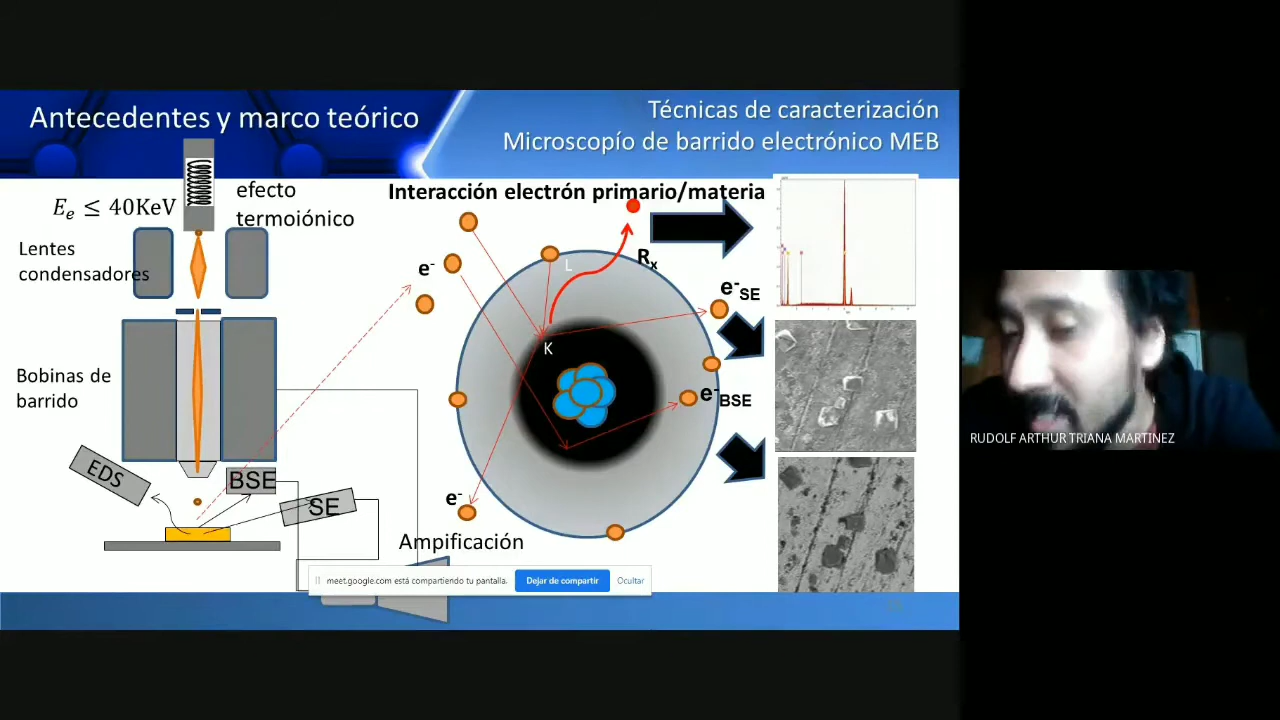 Antecedentes y marco teórico
Técnicas de caracterización
Microscopío de barrido electrónico MEB
efecto
termoiónico
Eₑ ≤ 40KeV
Lentes
condensadores
Bobinas de
barrido
EDS
BSE
SE
Interacción electrón primario/materia
e⁻
L
Rₓ
K
e⁻SE
e⁻BSE
e⁻
Ampificación
meet.google.com está compartiendo tu pantalla.
Dejar de compartir
Ocultar
RUDOLF ARTHUR TRIANA MARTINEZ